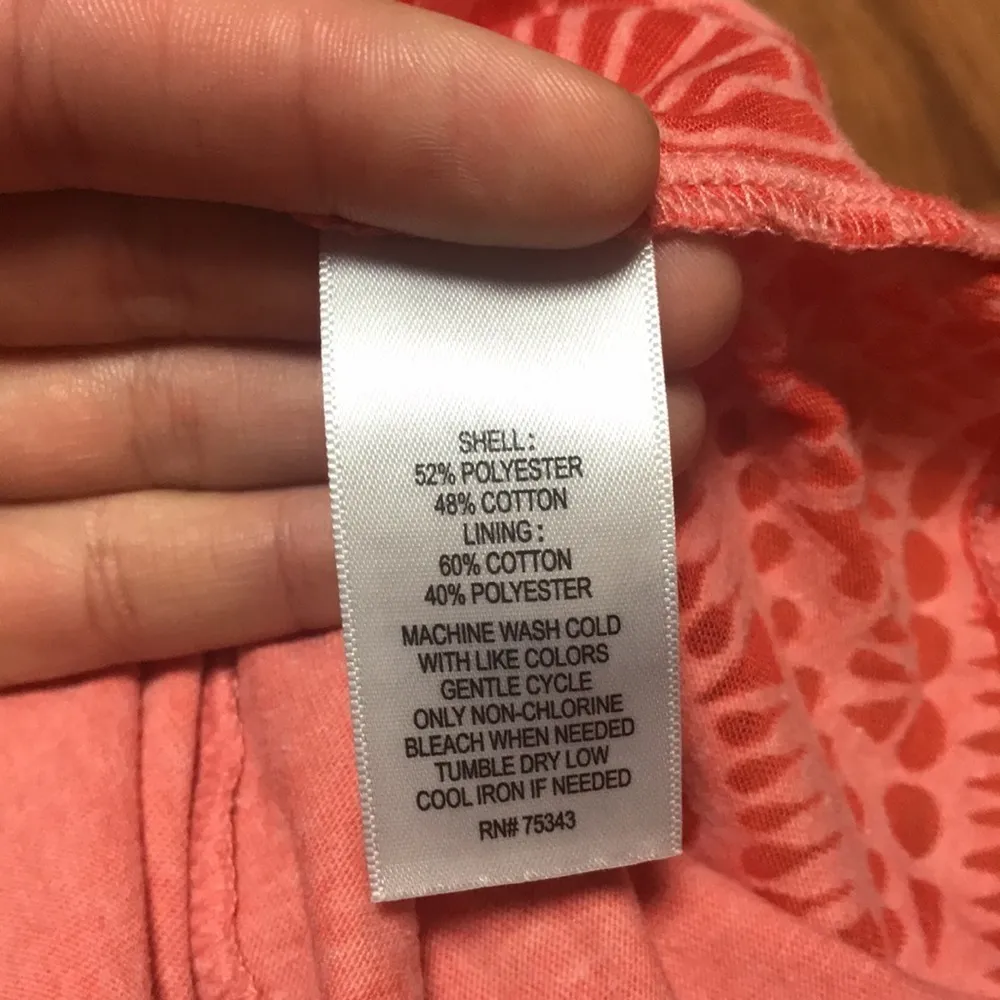 SHELL:
52% POLYESTER
48% COTTON
LINING:
60% COTTON
40% POLYESTER
MACHINE WASH COLD
WITH LIKE COLORS
GENTLE CYCLE
ONLY NON-CHLORINE
BLEACH WHEN NEEDED
TUMBLE DRY LOW
COOL IRON IF NEEDED
RN# 75343